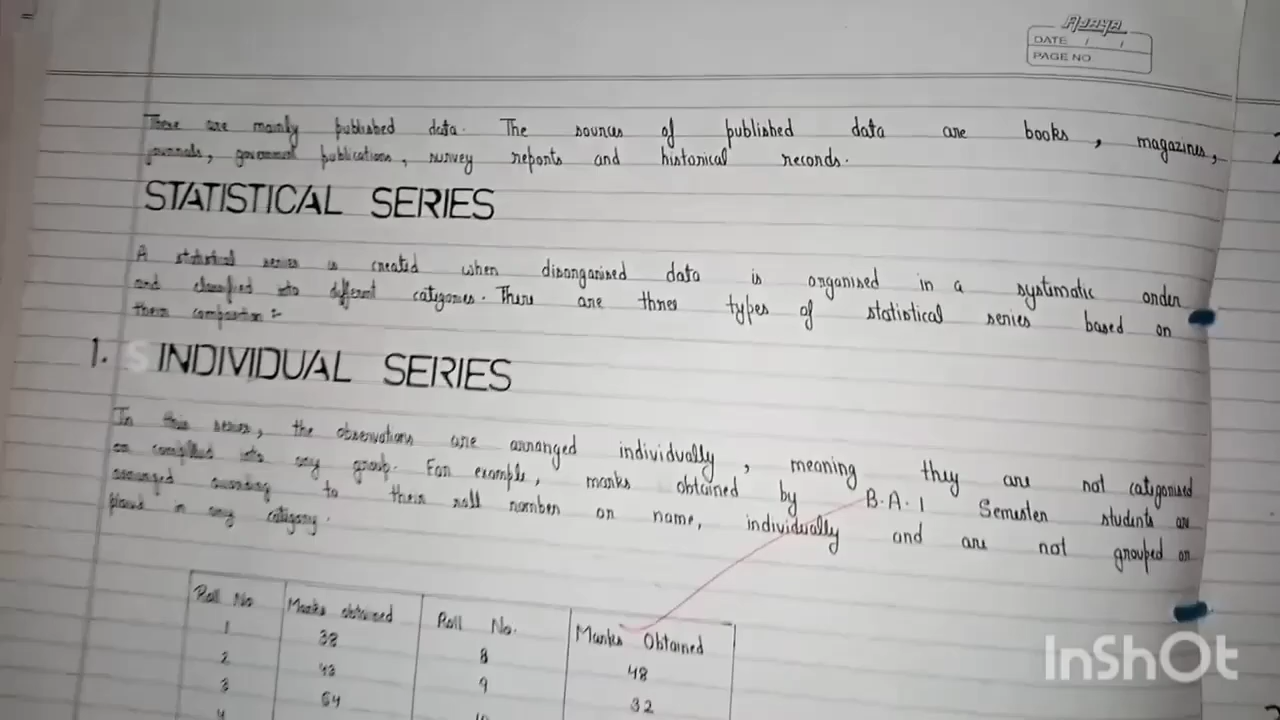 Ajaya
DATE / /
PAGE NO.
There are mainly published data. The sources of published data are books, magazines,
journals, government publications, survey reports and historical records.
STATISTICAL SERIES
A statistical series is created when disorganised data is organised in a systematic order
and classified into different categories. There are three types of statistical series based on
their :-
1. INDIVIDUAL SERIES
In this series, the observations are arranged individually, meaning they are not categorised
or compiled into any group. For example, marks obtained by B.A.1 Semester students are
arranged according to their roll number or name, individually and are not grouped or
placed in any category.
Roll No Marks obtained Roll No. Marks Obtained
1 38 8 48
2 43 9 32
3 54 10
4
InShOt